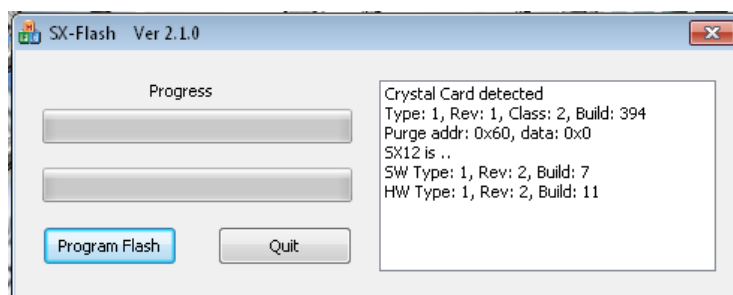 SX-Flash Ver 2.1.0
Progress
Program Flash
Quit
Crystal Card detected
Type: 1, Rev: 1, Class: 2, Build: 394
Purge addr: 0x60, data: 0x0
SX12 is ..
SW Type: 1, Rev: 2, Build: 7
HW Type: 1, Rev: 2, Build: 11